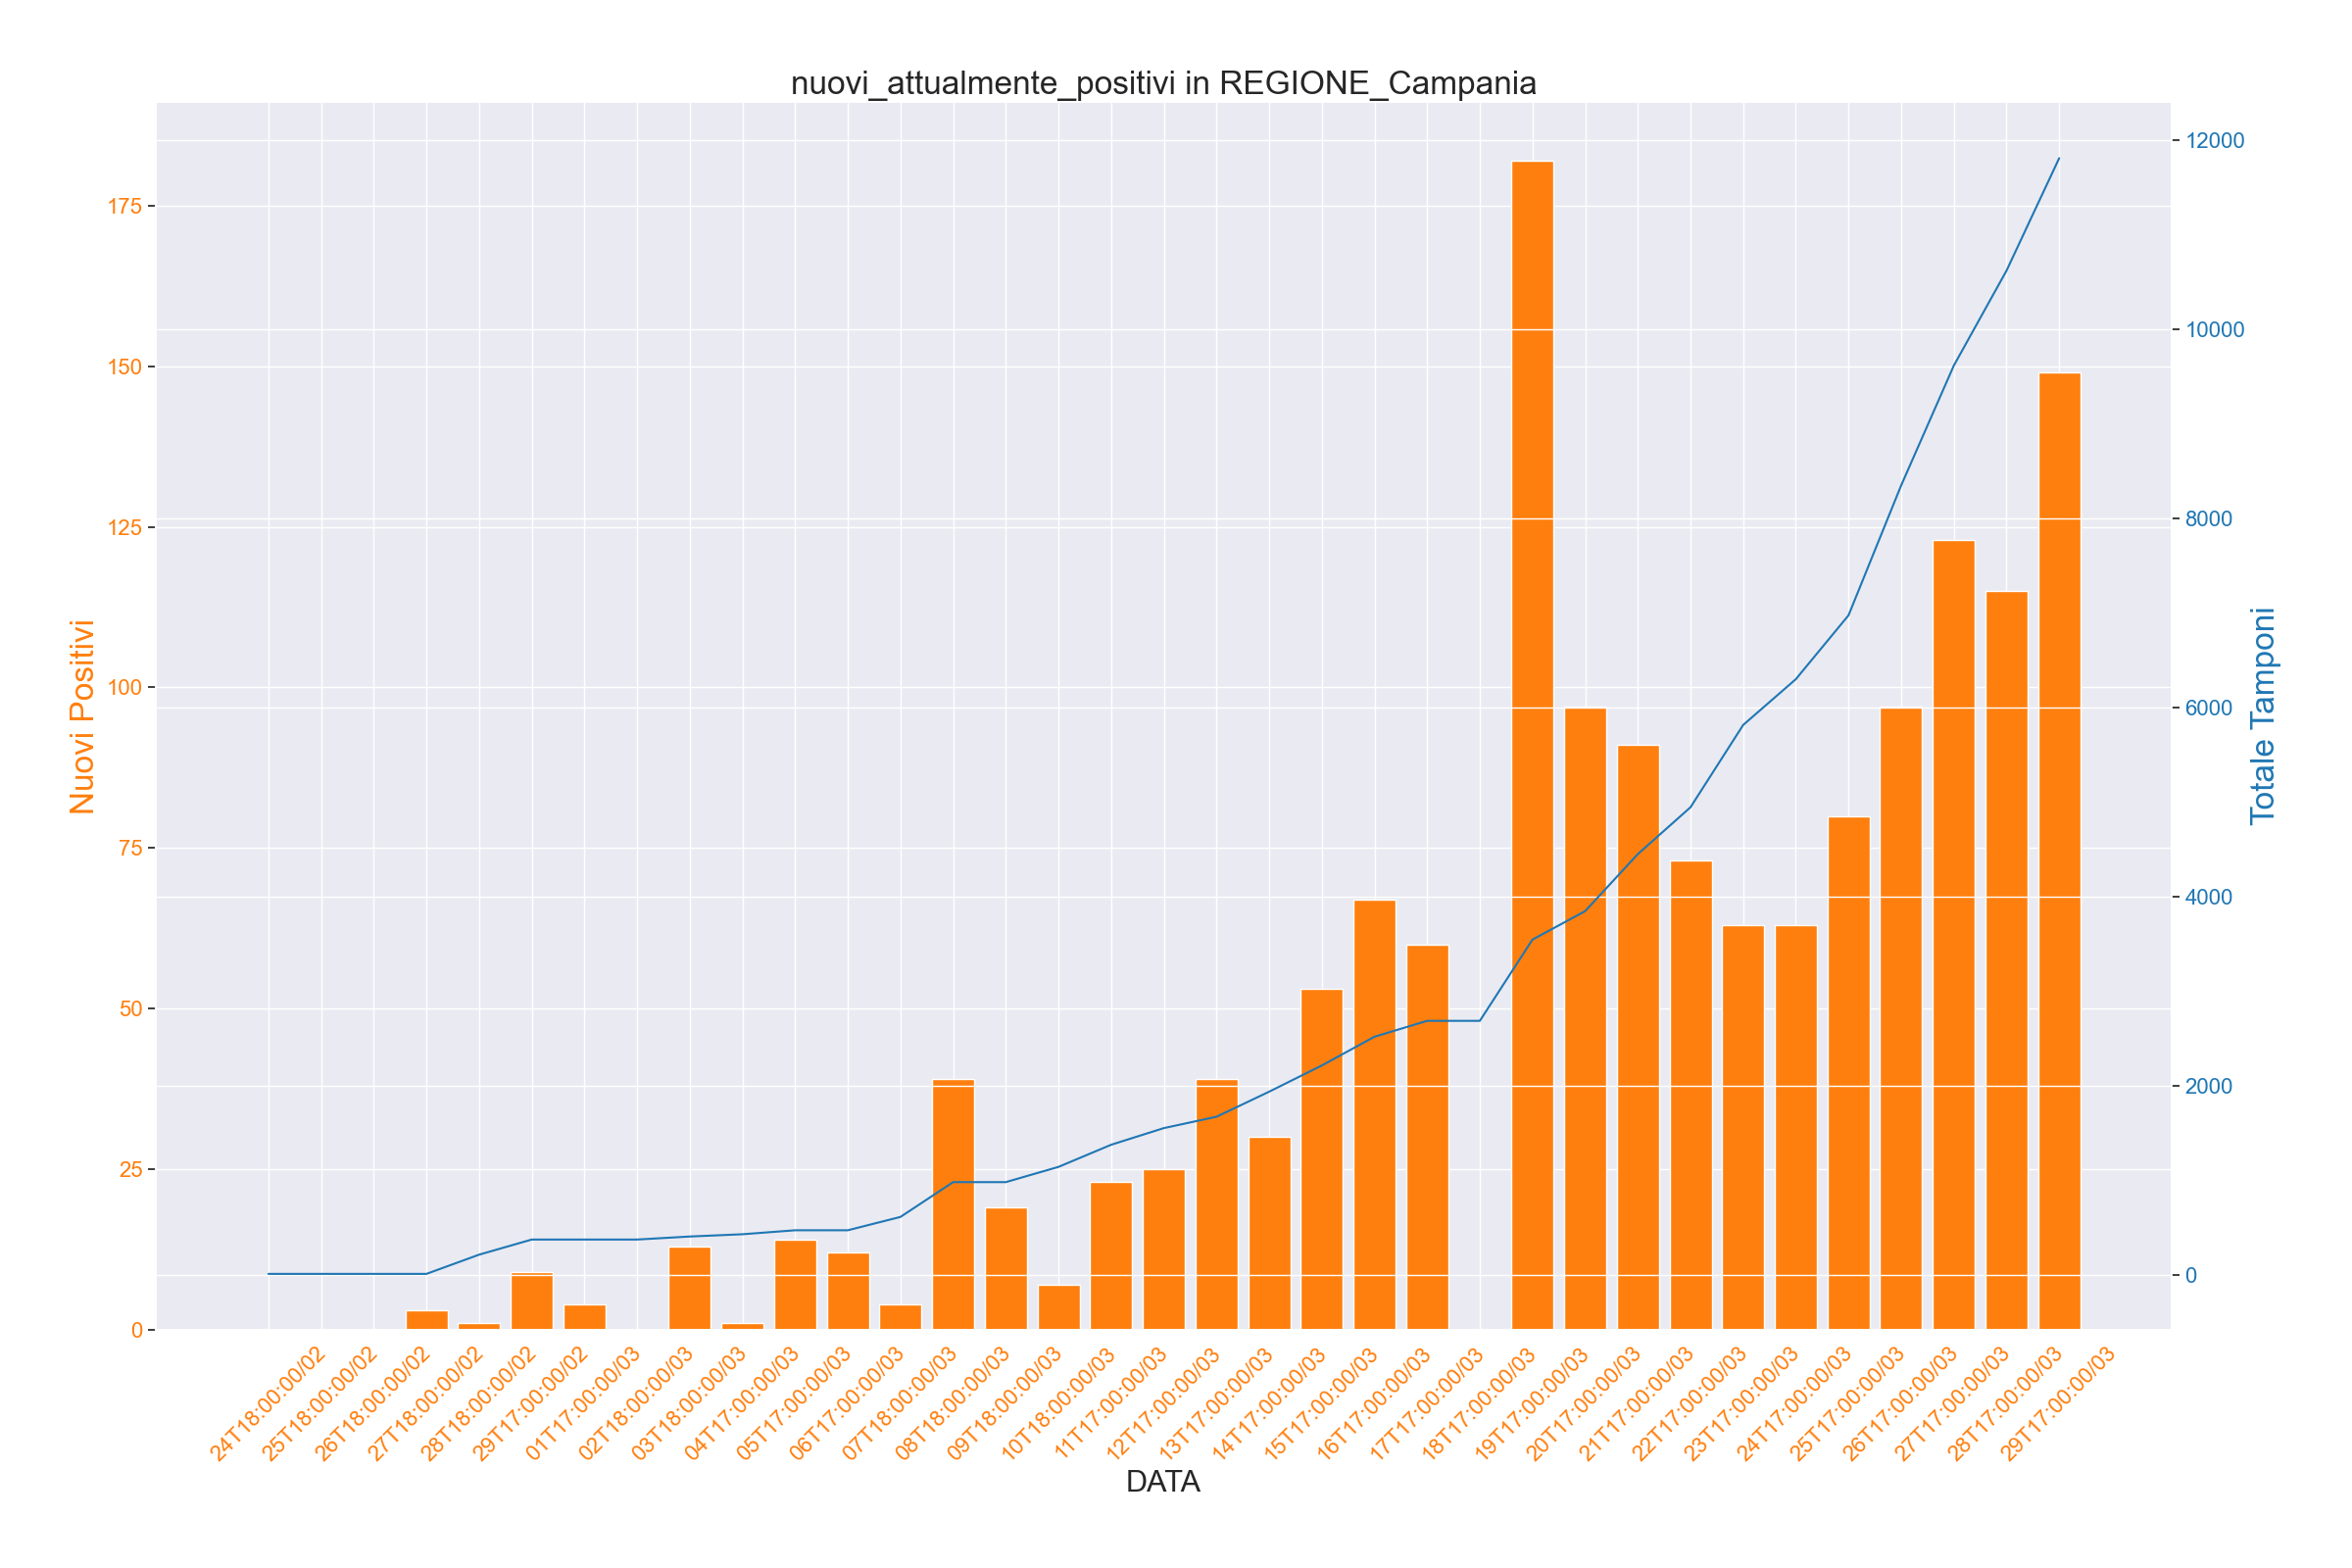 nuovi_attualmente_positivi in REGIONE_Campania
175
150
125
100
75
50
25
0
Nuovi Positivi
12000
10000
8000
6000
4000
2000
0
Totale Tamponi
24T18:00:00/02
25T18:00:00/02
26T18:00:00/02
27T18:00:00/02
28T18:00:00/02
29T17:00:00/02
01T17:00:00/03
02T18:00:00/03
03T18:00:00/03
04T17:00:00/03
05T17:00:00/03
06T17:00:00/03
07T18:00:00/03
08T18:00:00/03
09T18:00:00/03
10T18:00:00/03
11T17:00:00/03
12T17:00:00/03
13T17:00:00/03
14T17:00:00/03
15T17:00:00/03
16T17:00:00/03
17T17:00:00/03
18T17:00:00/03
19T17:00:00/03
20T17:00:00/03
21T17:00:00/03
22T17:00:00/03
23T17:00:00/03
24T17:00:00/03
25T17:00:00/03
26T17:00:00/03
27T17:00:00/03
28T17:00:00/03
29T17:00:00/03
DATA